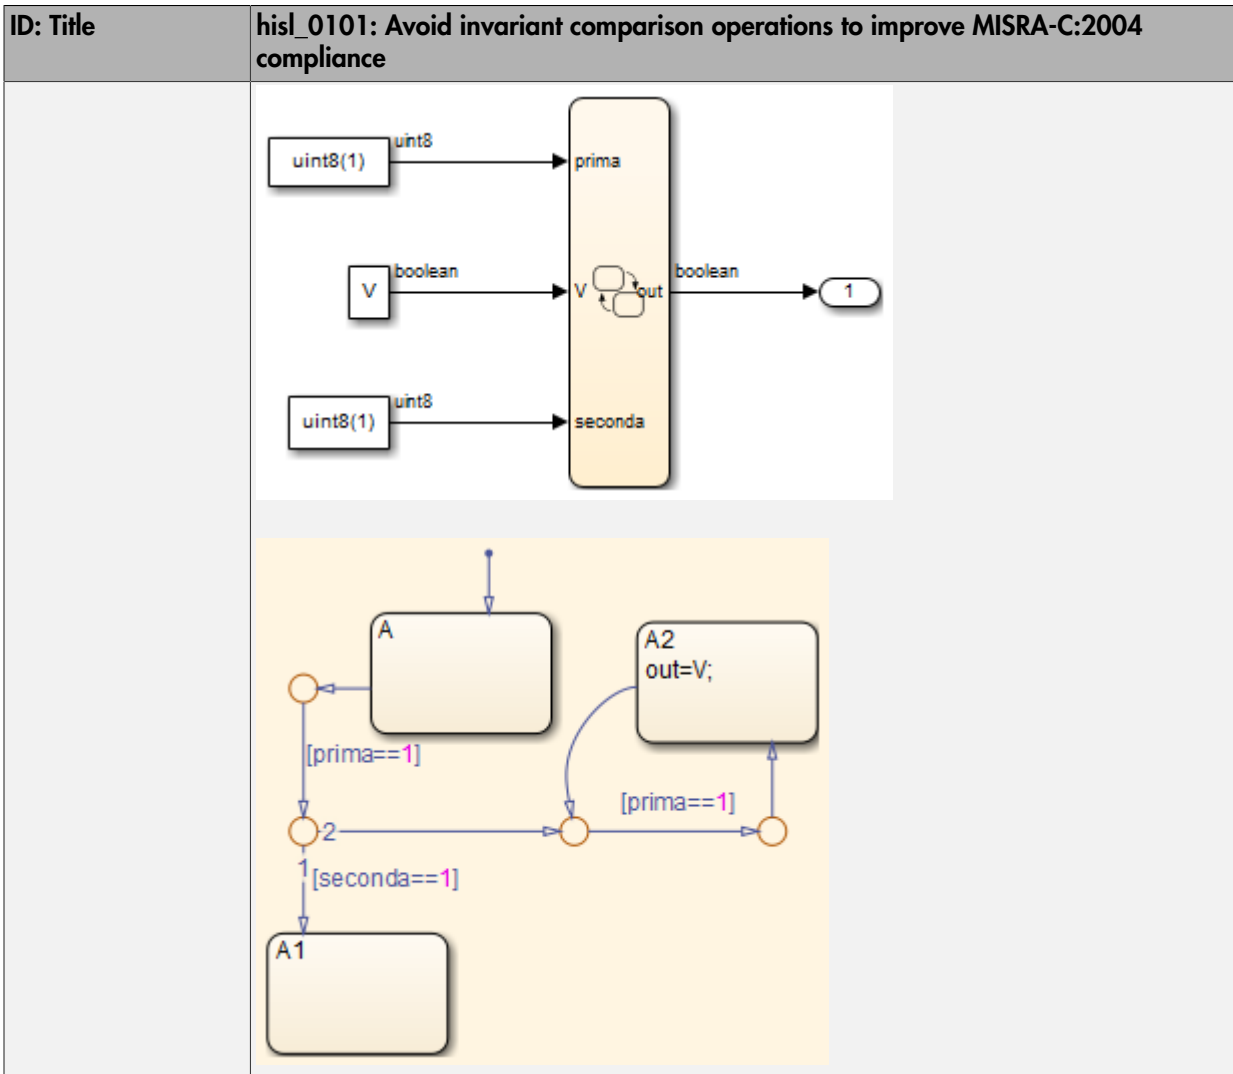 ID: Title
hisl_0101: Avoid invariant comparison operations to improve MISRA-C:2004
compliance
uint8(1)
uint8
prima
V
boolean
V
out
boolean
1
uint8(1)
uint8
seconda
A
A2
out=V;
[prima==1]
[prima==1]
2
1
[seconda==1]
A1